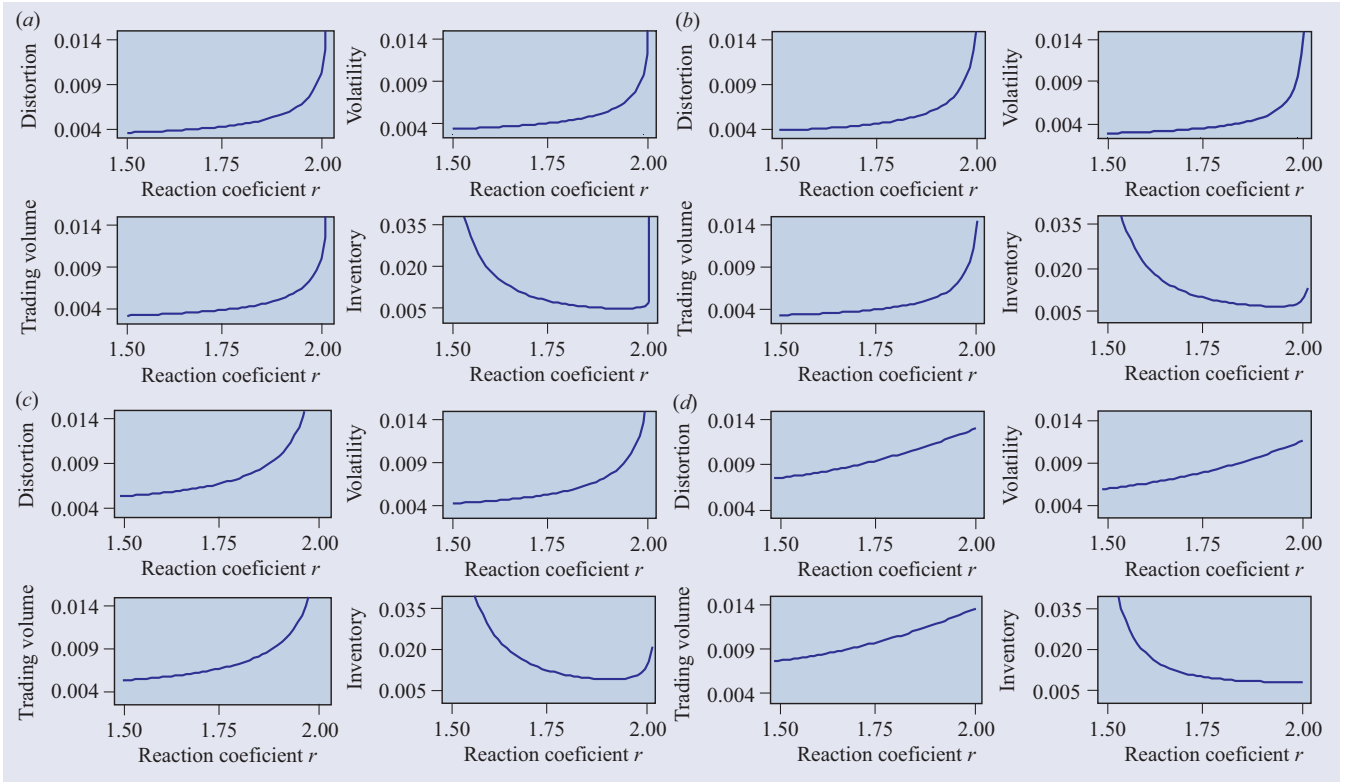 (a)
Distortion
0.014
0.009
0.004
1.50 1.75 2.00
Reaction coeficient r
Volatility
0.014
0.009
0.004
1.50 1.75 2.00
Reaction coeficient r
Trading volume
0.014
0.009
0.004
1.50 1.75 2.00
Reaction coeficient r
Inventory
0.035
0.020
0.005
1.50 1.75 2.00
Reaction coeficient r
(b)
Distortion
0.014
0.009
0.004
1.50 1.75 2.00
Reaction coeficient r
Volatility
0.014
0.009
0.004
1.50 1.75 2.00
Reaction coeficient r
Trading volume
0.014
0.009
0.004
1.50 1.75 2.00
Reaction coeficient r
Inventory
0.035
0.020
0.005
1.50 1.75 2.00
Reaction coeficient r
(c)
Distortion
0.014
0.009
0.004
1.50 1.75 2.00
Reaction coeficient r
Volatility
0.014
0.009
0.004
1.50 1.75 2.00
Reaction coeficient r
Trading volume
0.014
0.009
0.004
1.50 1.75 2.00
Reaction coeficient r
Inventory
0.035
0.020
0.005
1.50 1.75 2.00
Reaction coeficient r
(d)
Distortion
0.014
0.009
0.004
1.50 1.75 2.00
Reaction coeficient r
Volatility
0.014
0.009
0.004
1.50 1.75 2.00
Reaction coeficient r
Trading volume
0.014
0.009
0.004
1.50 1.75 2.00
Reaction coeficient r
Inventory
0.035
0.020
0.005
1.50 1.75 2.00
Reaction coeficient r